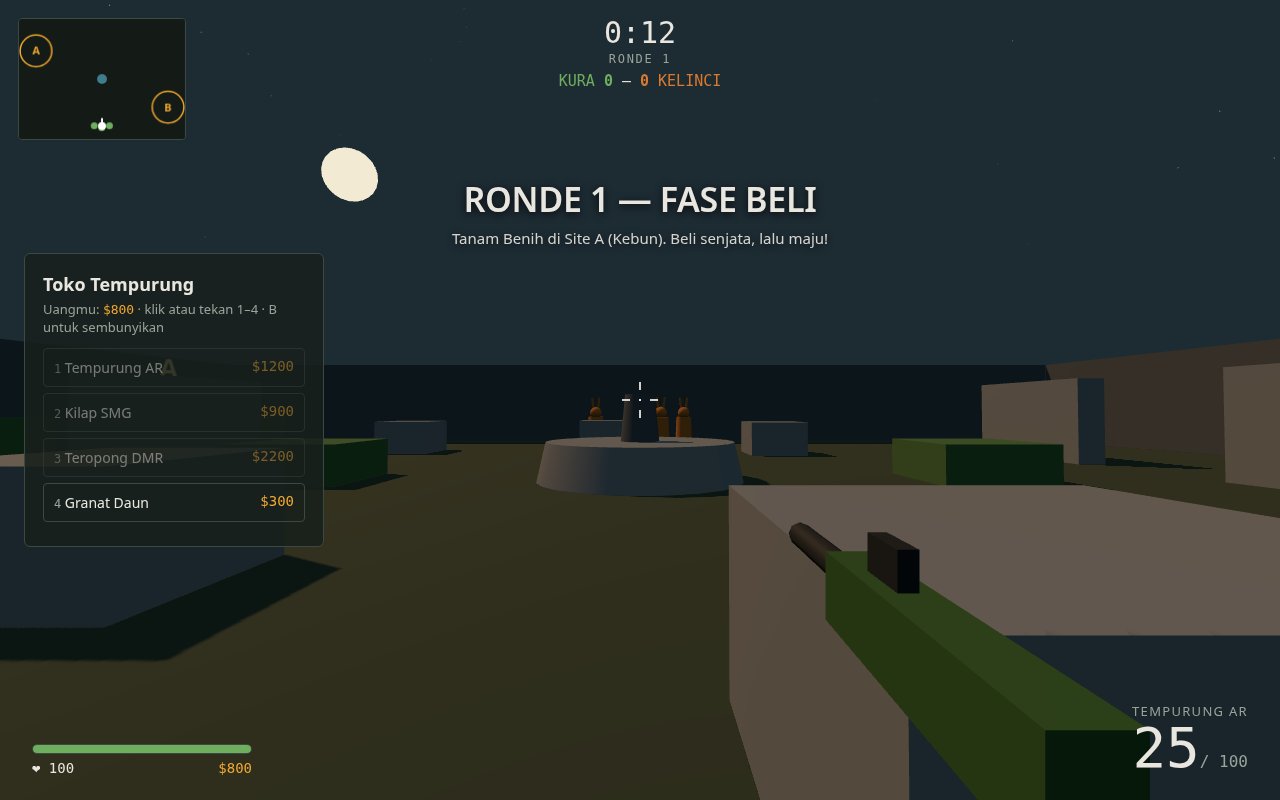 A
B
0:12
RONDE 1
KURA 0 — 0 KELINCI
RONDE 1 — FASE BELI
Tanam Benih di Site A (Kebun). Beli senjata, lalu maju!
Toko Tempurung
Uangmu: $800 · klik atau tekan 1–4 · B
untuk sembunyikan
1 Tempurung AR $1200
A
2 Kilap SMG $900
3 Teropong DMR $2200
4 Granat Daun $300
❤ 100 $800
TEMPURUNG AR
25 / 100